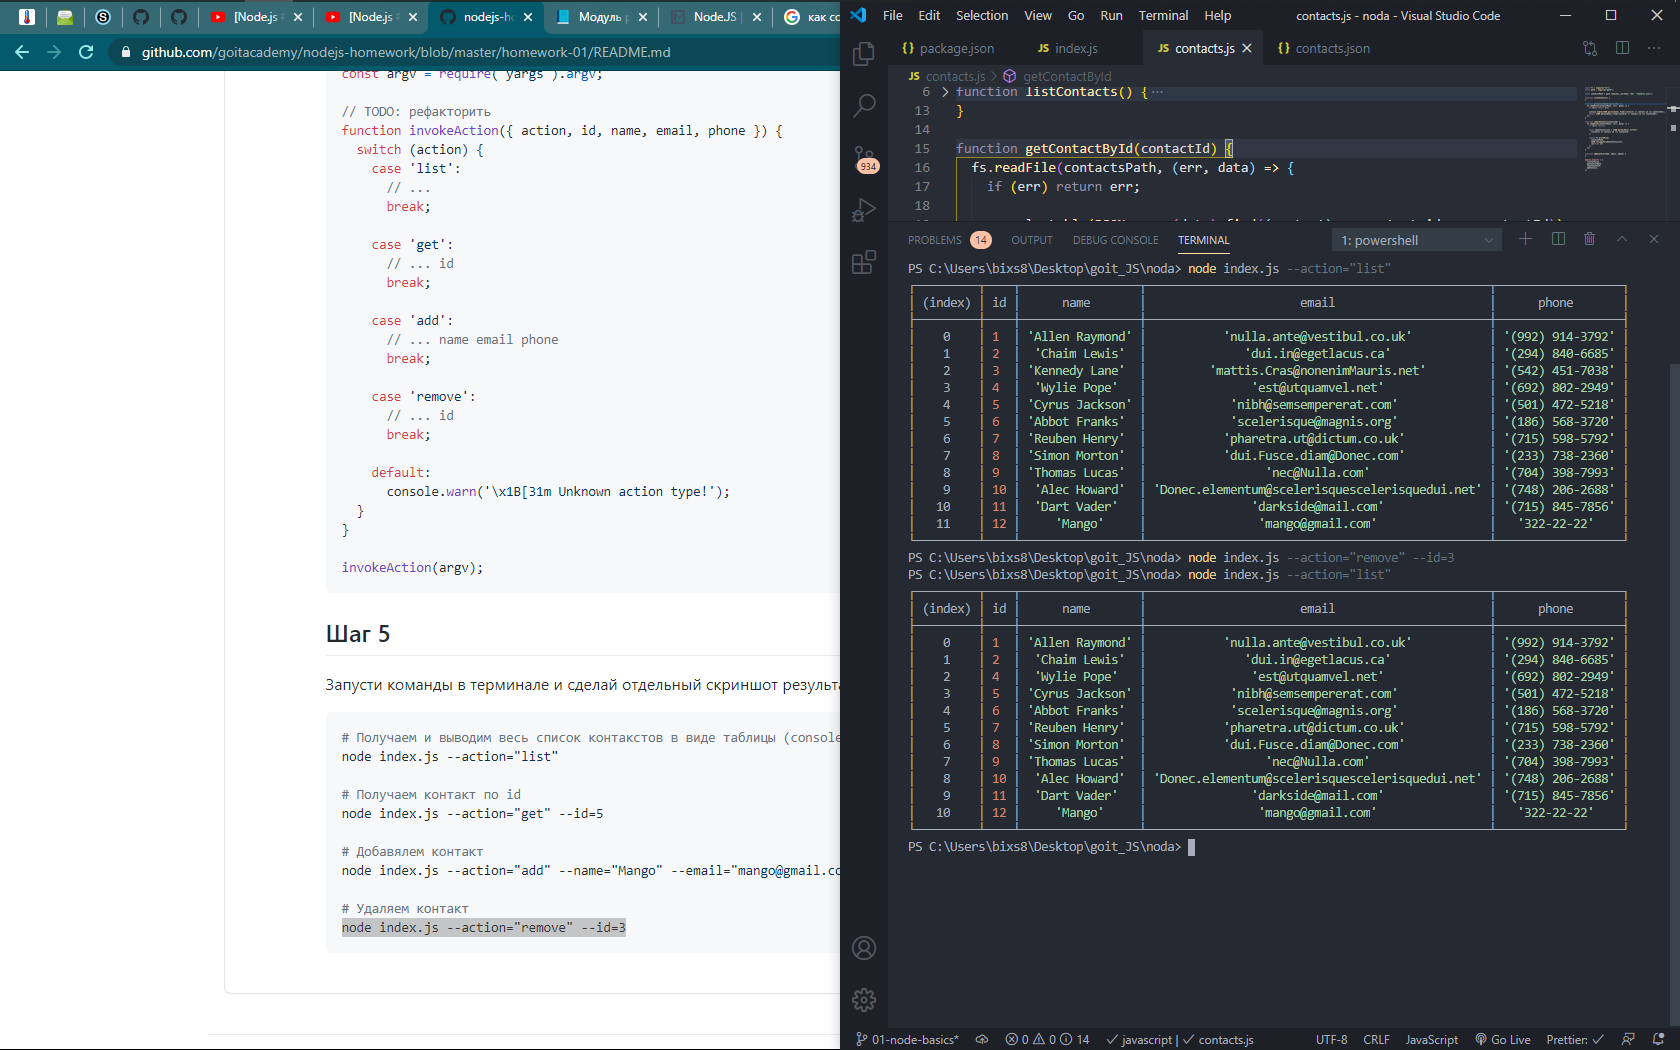 [Node.js
[Node.js
nodejs-h
Модуль
Node.JS
как со
github.com/goitacademy/nodejs-homework/blob/master/homework-01/README.md
const argv = require('yargs').argv;
// TODO: рефакторить
function invokeAction({ action, id, name, email, phone }) {
switch (action) {
case 'list':
// ...
break;
case 'get':
// ... id
break;
case 'add':
// ... name email phone
break;
case 'remove':
// ... id
break;
default:
console.warn('\x1B[31m Unknown action type!');
}
}
invokeAction(argv);
Шаг 5
Запусти команды в терминале и сделай отдельный скриншот результа
# Получаем и выводим весь список контакстов в виде таблицы (console
node index.js --action="list"
# Получаем контакт по id
node index.js --action="get" --id=5
# Добавялем контакт
node index.js --action="add" --name="Mango" --email="mango@gmail.co
# Удаляем контакт
node index.js --action="remove" --id=3
File Edit Selection View Go Run Terminal Help
contacts.js - noda - Visual Studio Code
{} package.json
JS index.js
JS contacts.js
{} contacts.json
JS contacts.js > getContactById
6 > function listContacts() { ...
13 }
14
15 function getContactById(contactId) {
16 fs.readFile(contactsPath, (err, data) => {
17 if (err) return err;
18
934
PROBLEMS 14 OUTPUT DEBUG CONSOLE TERMINAL
1: powershell
PS C:\Users\bixs8\Desktop\goit_JS\noda> node index.js --action="list"
(index) id name email phone
0 1 'Allen Raymond' 'nulla.ante@vestibul.co.uk' '(992) 914-3792'
1 2 'Chaim Lewis' 'dui.in@egetlacus.ca' '(294) 840-6685'
2 3 'Kennedy Lane' 'mattis.Cras@nonenimMauris.net' '(542) 451-7038'
3 4 'Wylie Pope' 'est@utquamvel.net' '(692) 802-2949'
4 5 'Cyrus Jackson' 'nibh@semsempererat.com' '(501) 472-5218'
5 6 'Abbot Franks' 'scelerisque@magnis.org' '(186) 568-3720'
6 7 'Reuben Henry' 'pharetra.ut@dictum.co.uk' '(715) 598-5792'
7 8 'Simon Morton' 'dui.Fusce.diam@Donec.com' '(233) 738-2360'
8 9 'Thomas Lucas' 'nec@Nulla.com' '(704) 398-7993'
9 10 'Alec Howard' 'Donec.elementum@scelerisquescelerisquedui.net' '(748) 206-2688'
10 11 'Dart Vader' 'darkside@mail.com' '(715) 845-7856'
11 12 'Mango' 'mango@gmail.com' '322-22-22'
PS C:\Users\bixs8\Desktop\goit_JS\noda> node index.js --action="remove" --id=3
PS C:\Users\bixs8\Desktop\goit_JS\noda> node index.js --action="list"
(index) id name email phone
0 1 'Allen Raymond' 'nulla.ante@vestibul.co.uk' '(992) 914-3792'
1 2 'Chaim Lewis' 'dui.in@egetlacus.ca' '(294) 840-6685'
2 4 'Wylie Pope' 'est@utquamvel.net' '(692) 802-2949'
3 5 'Cyrus Jackson' 'nibh@semsempererat.com' '(501) 472-5218'
4 6 'Abbot Franks' 'scelerisque@magnis.org' '(186) 568-3720'
5 7 'Reuben Henry' 'pharetra.ut@dictum.co.uk' '(715) 598-5792'
6 8 'Simon Morton' 'dui.Fusce.diam@Donec.com' '(233) 738-2360'
7 9 'Thomas Lucas' 'nec@Nulla.com' '(704) 398-7993'
8 10 'Alec Howard' 'Donec.elementum@scelerisquescelerisquedui.net' '(748) 206-2688'
9 11 'Dart Vader' 'darkside@mail.com' '(715) 845-7856'
10 12 'Mango' 'mango@gmail.com' '322-22-22'
PS C:\Users\bixs8\Desktop\goit_JS\noda>
01-node-basics* 0 0 14 javascript | contacts.js UTF-8 CRLF JavaScript Go Live Prettier: